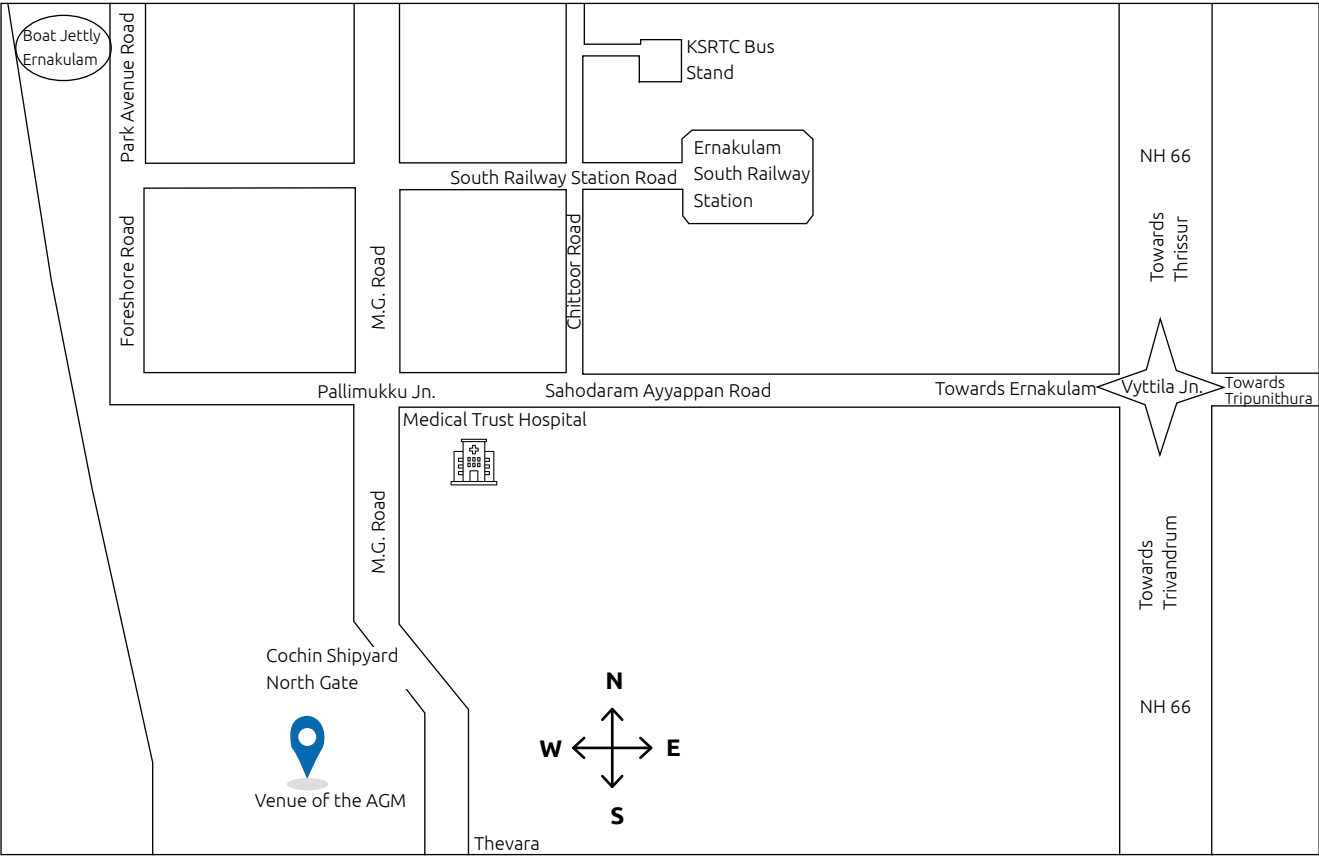 Boat Jettly
Ernakulam
Park Avenue Road
KSRTC Bus
Stand
Ernakulam
South Railway
Station
South Railway Station Road
NH 66
Towards
Thrissur
Foreshore Road
M.G. Road
Chittoor Road
Pallimukku Jn.
Sahodaram Ayyappan Road
Towards Ernakulam
Vyttila Jn.
Towards
Tripunithura
Medical Trust Hospital
M.G. Road
Towards
Trivandrum
Cochin Shipyard
North Gate
N
NH 66
W
E
S
Venue of the AGM
Thevara